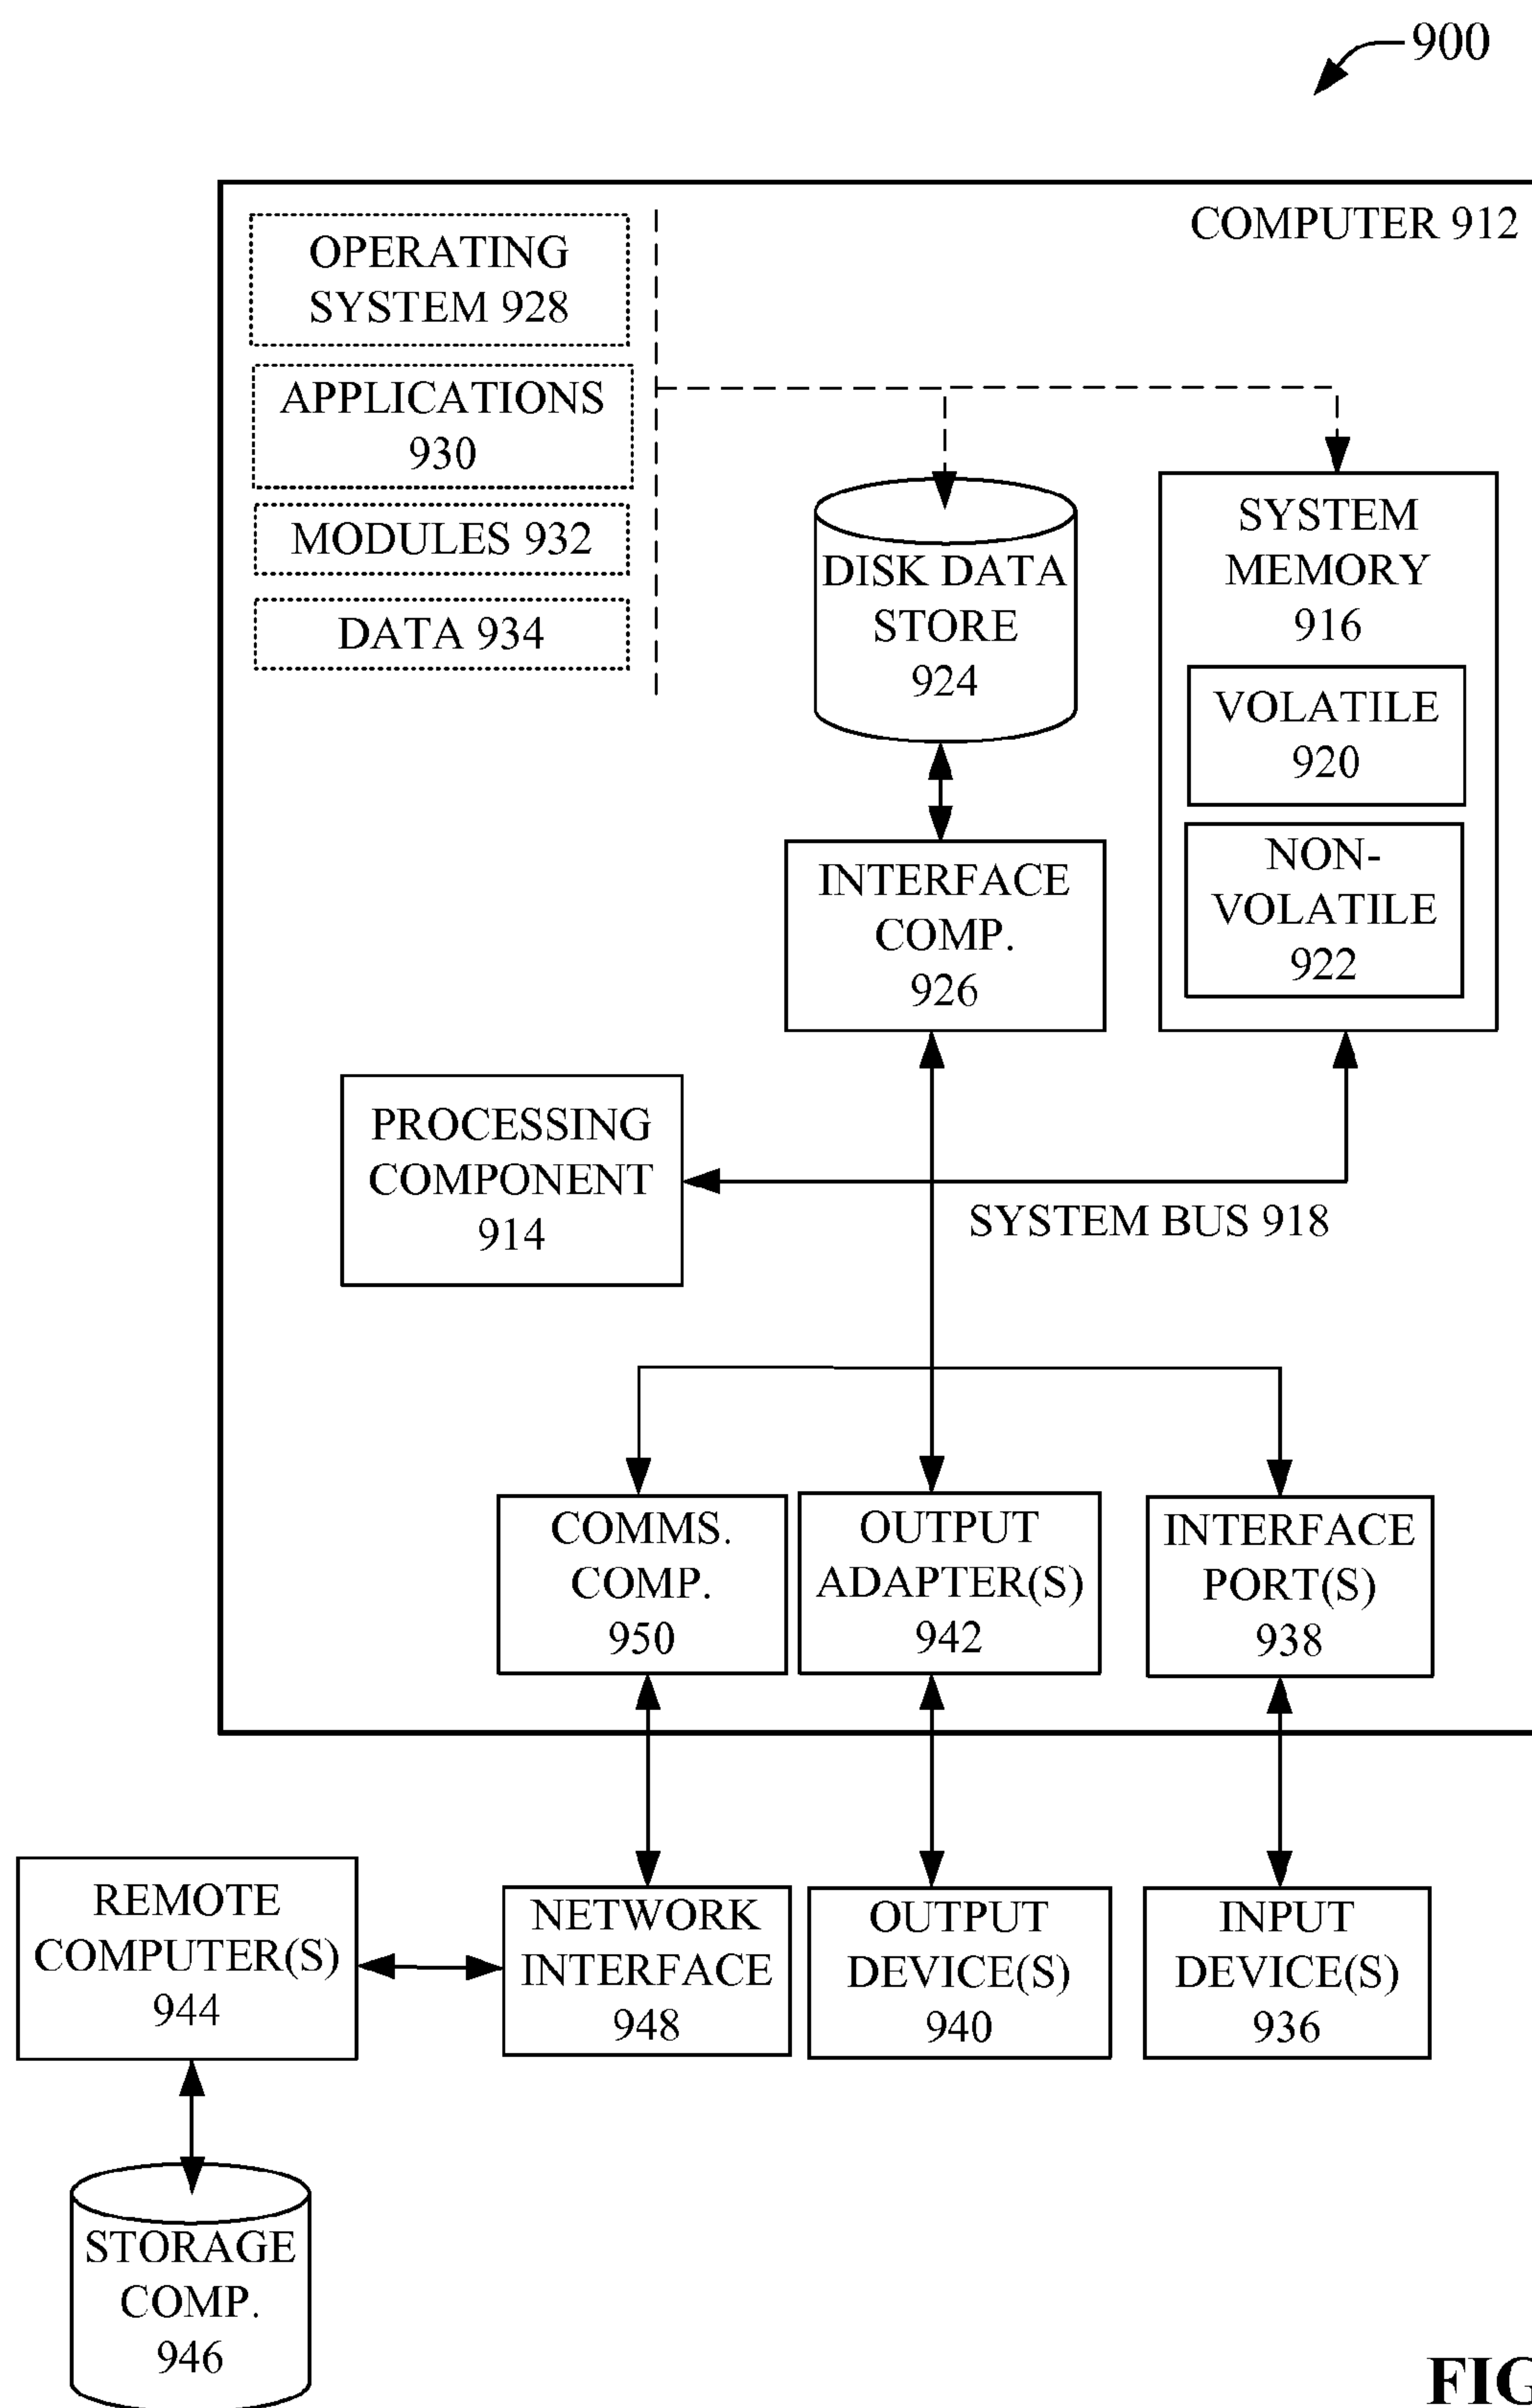 900
COMPUTER 912
OPERATING
SYSTEM 928
APPLICATIONS
930
MODULES 932
DATA 934
DISK DATA
STORE
924
SYSTEM
MEMORY
916
VOLATILE
920
NON-
VOLATILE
922
INTERFACE
COMP.
926
PROCESSING
COMPONENT
914
SYSTEM BUS 918
COMMS.
COMP.
950
OUTPUT
ADAPTER(S)
942
INTERFACE
PORT(S)
938
REMOTE
COMPUTER(S)
944
NETWORK
INTERFACE
948
OUTPUT
DEVICE(S)
940
INPUT
DEVICE(S)
936
STORAGE
COMP.
946
FIG